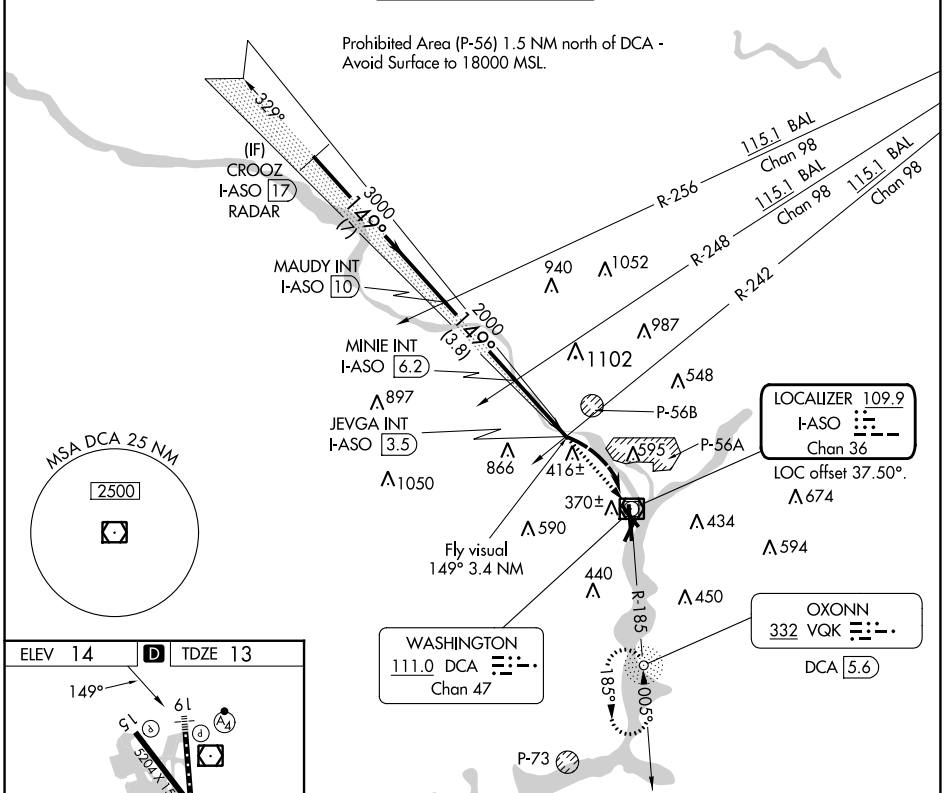 Prohibited Area (P-56) 1.5 NM north of DCA -
Avoid Surface to 18000 MSL.
329°
(IF)
CROOZ
I-ASO 17
RADAR
3000
149°
(7)
115.1 BAL
Chan 98
R-256
115.1 BAL
Chan 98
R-248
115.1 BAL
Chan 98
R-242
MAUDY INT
I-ASO 10
940
1052
2000
149°
(3.8)
987
1102
MINIE INT
I-ASO 6.2
897
548
P-56B
JEVGA INT
I-ASO 3.5
P-56A
595
LOCALIZER 109.9
I-ASO
Chan 36
LOC offset 37.50°.
MSA DCA 25 NM
2500
1050
866
416±
370±
674
434
590
594
Fly visual
149° 3.4 NM
440
450
R-185
WASHINGTON
111.0 DCA
Chan 47
OXONN
332 VQK
DCA 5.6
185°
005°
P-73
ELEV 14
D
TDZE 13
149°
15
19
P
P
A4
5204 X 15